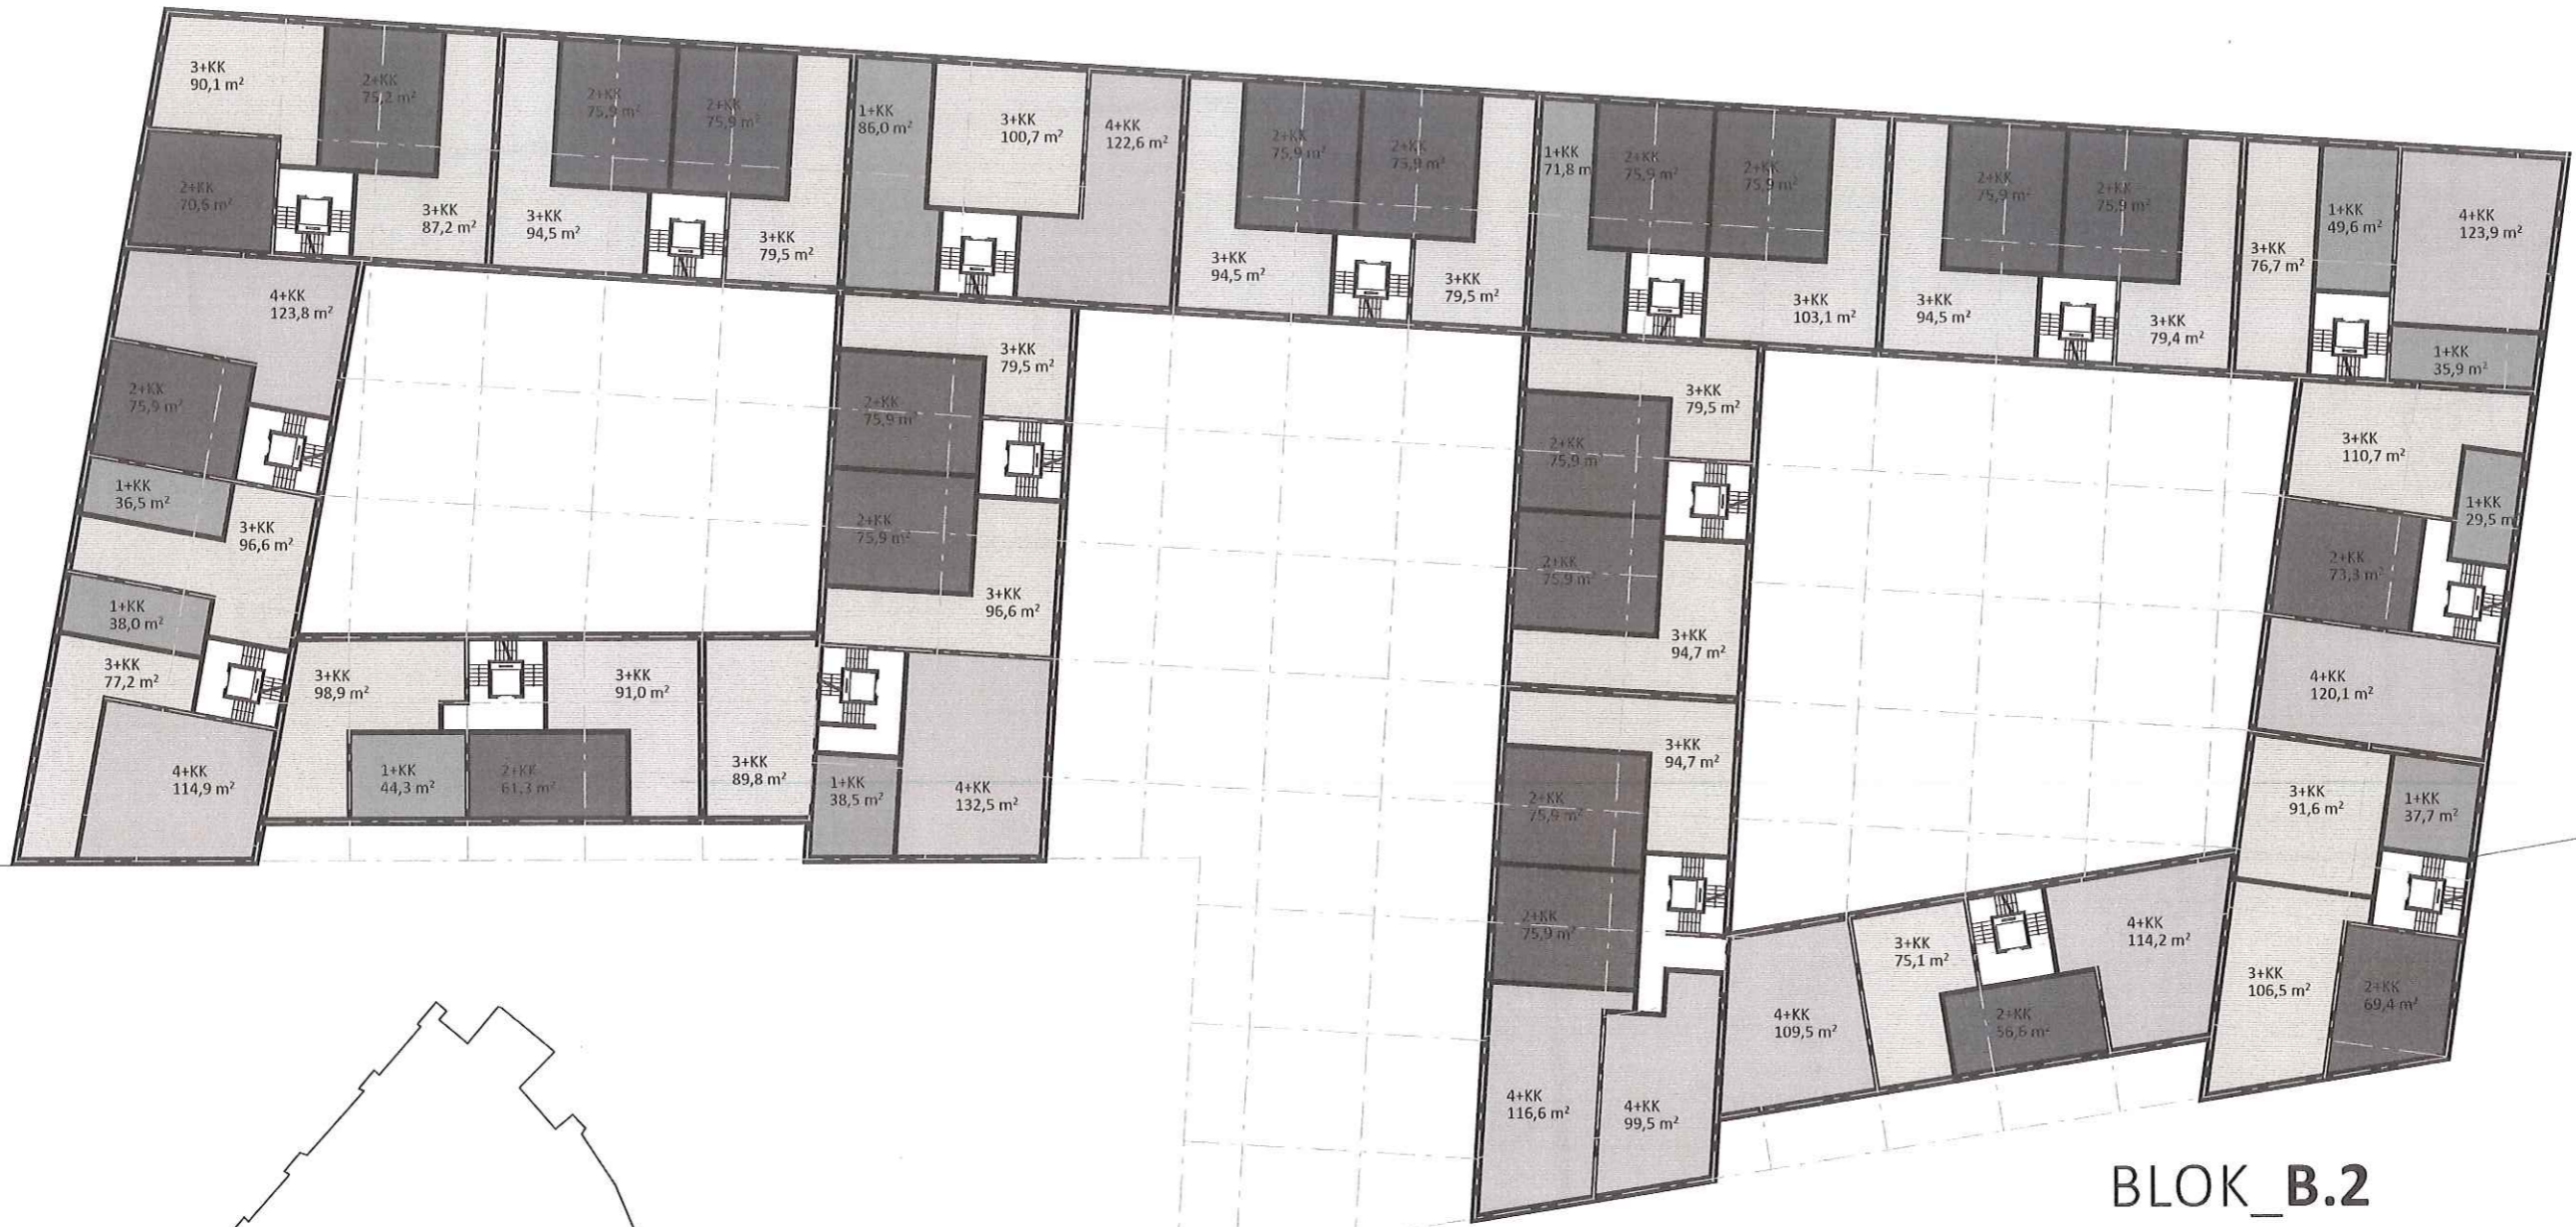 3+KK
90,1 m²
2+KK
75,2 m²
2+KK
70,6 m²
3+KK
87,2 m²
3+KK
94,5 m²
2+KK
75,9 m²
2+KK
75,9 m²
3+KK
79,5 m²
1+KK
86,0 m²
3+KK
100,7 m²
4+KK
122,6 m²
3+KK
94,5 m²
2+KK
75,9 m²
2+KK
75,9 m²
3+KK
79,5 m²
1+KK
71,8 m
2+KK
75,9 m²
2+KK
75,9 m²
3+KK
103,1 m²
3+KK
94,5 m²
2+KK
75,9 m²
2+KK
75,9 m²
3+KK
79,4 m²
3+KK
76,7 m²
1+KK
49,6 m²
4+KK
123,9 m²
1+KK
35,9 m²
4+KK
123,8 m²
2+KK
75,9 m²
1+KK
36,5 m²
3+KK
96,6 m²
1+KK
38,0 m²
3+KK
77,2 m²
4+KK
114,9 m²
3+KK
98,9 m²
1+KK
44,3 m²
2+KK
61,3 m²
3+KK
91,0 m²
3+KK
89,8 m²
3+KK
79,5 m²
2+KK
75,9 m²
2+KK
75,9 m²
3+KK
96,6 m²
1+KK
38,5 m²
4+KK
132,5 m²
3+KK
79,5 m²
2+KK
75,9 m
2+KK
75,9 m²
3+KK
94,7 m²
3+KK
94,7 m²
2+KK
75,9 m²
2+KK
75,9 m²
4+KK
116,6 m²
4+KK
99,5 m²
4+KK
109,5 m²
3+KK
75,1 m²
2+KK
56,6 m²
4+KK
114,2 m²
3+KK
110,7 m²
1+KK
29,5 m
2+KK
73,3 m²
4+KK
120,1 m²
3+KK
91,6 m²
1+KK
37,7 m²
3+KK
106,5 m²
2+KK
69,4 m²
BLOK_B.2